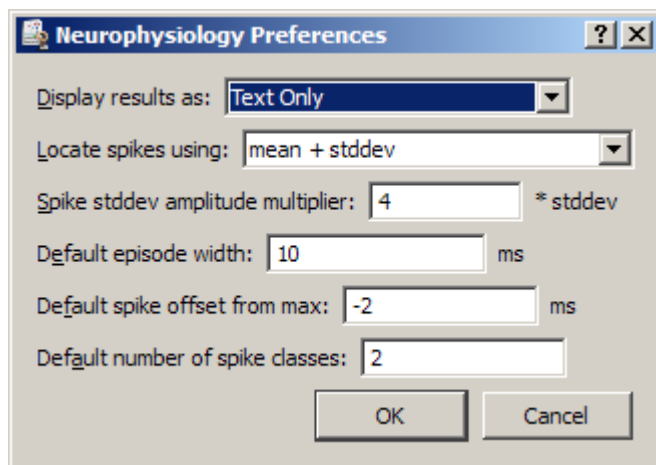 Neurophysiology Preferences
Display results as: Text Only
Locate spikes using: mean + stddev
Spike stddev amplitude multiplier: 4 * stddev
Default episode width: 10 ms
Default spike offset from max: -2 ms
Default number of spike classes: 2
OK Cancel